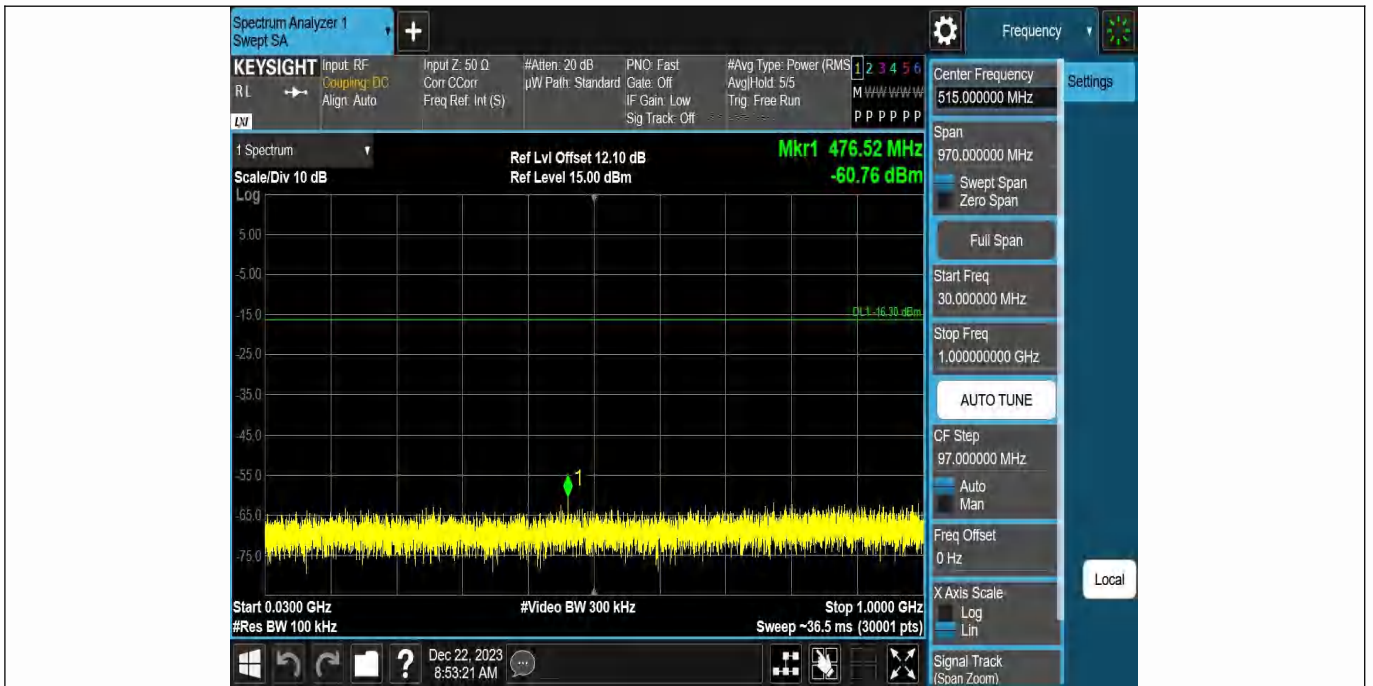 Spectrum Analyzer 1
Swept SA
+
Frequency
KEYSIGHT
RL
LXI
Input: RF
Coupling: DC
Align: Auto
Input Z: 50 Ω
Corr CCorr
Freq Ref: Int (S)
#Atten: 20 dB
µW Path: Standard
PNO: Fast
Gate: Off
IF Gain: Low
Sig Track: Off
#Avg Type: Power (RMS
Avg|Hold: 5/5
Trig: Free Run
1 2 3 4 5 6
M W W W W W
P P P P P P
1 Spectrum
Scale/Div 10 dB
Log
Ref Lvl Offset 12.10 dB
Ref Level 15.00 dBm
Mkr1 476.52 MHz
-60.76 dBm
5.00
-5.00
-15.0
DL1 -16.30 dBm
-25.0
-35.0
-45.0
-55.0
1
-65.0
-75.0
Start 0.0300 GHz
#Res BW 100 kHz
#Video BW 300 kHz
Stop 1.0000 GHz
Sweep ~36.5 ms (30001 pts)
Center Frequency
515.000000 MHz
Settings
Span
970.000000 MHz
Swept Span
Zero Span
Full Span
Start Freq
30.000000 MHz
Stop Freq
1.000000000 GHz
AUTO TUNE
CF Step
97.000000 MHz
Auto
Man
Freq Offset
0 Hz
X Axis Scale
Log
Lin
Local
Signal Track
(Span Zoom)
?
Dec 22, 2023
8:53:21 AM